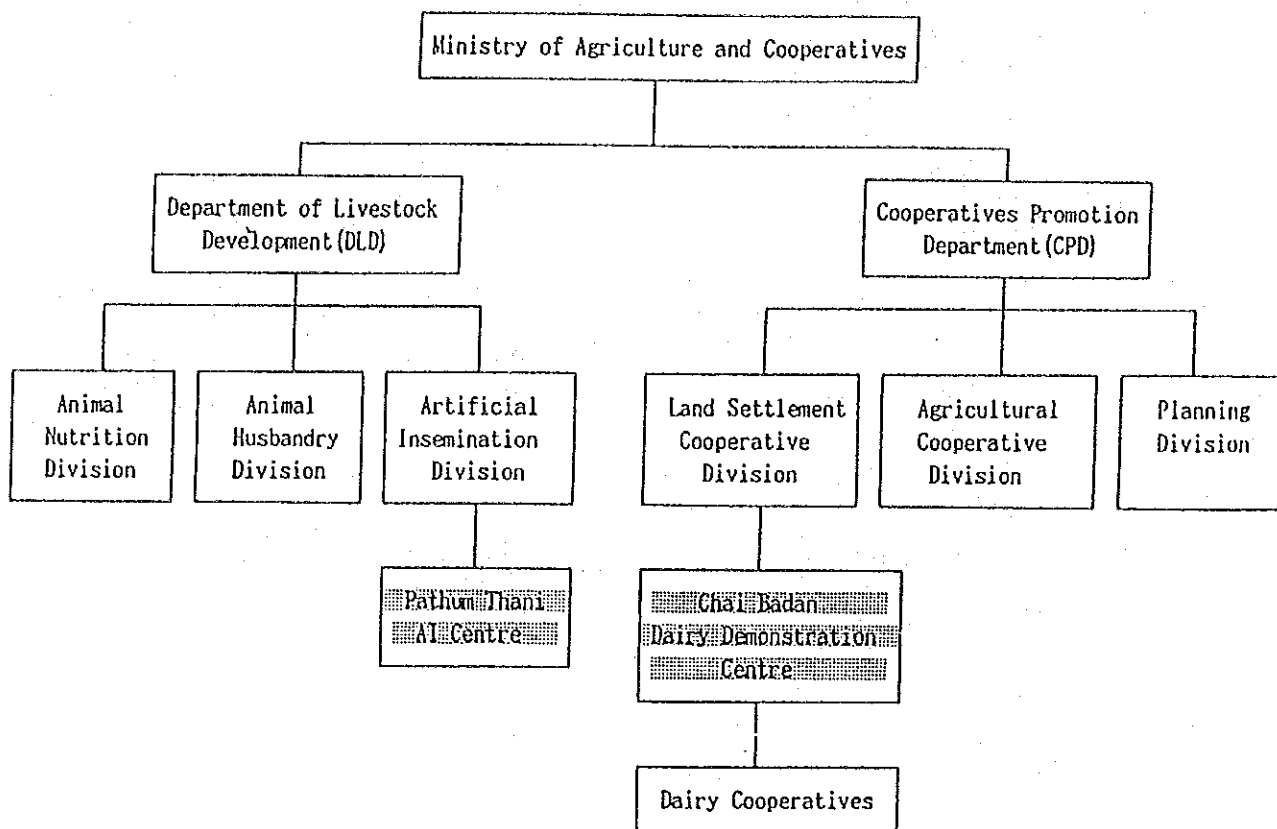 Ministry of Agriculture and Cooperatives
Department of Livestock
Development(DLD)
Cooperatives Promotion
Department(CPD)
Animal
Nutrition
Division
Animal
Husbandry
Division
Artificial
Insemination
Division
Land Settlement
Cooperative
Division
Agricultural
Cooperative
Division
Planning
Division
Pathum Thani
AI Centre
Chai Badan
Dairy Demonstration
Centre
Dairy Cooperatives